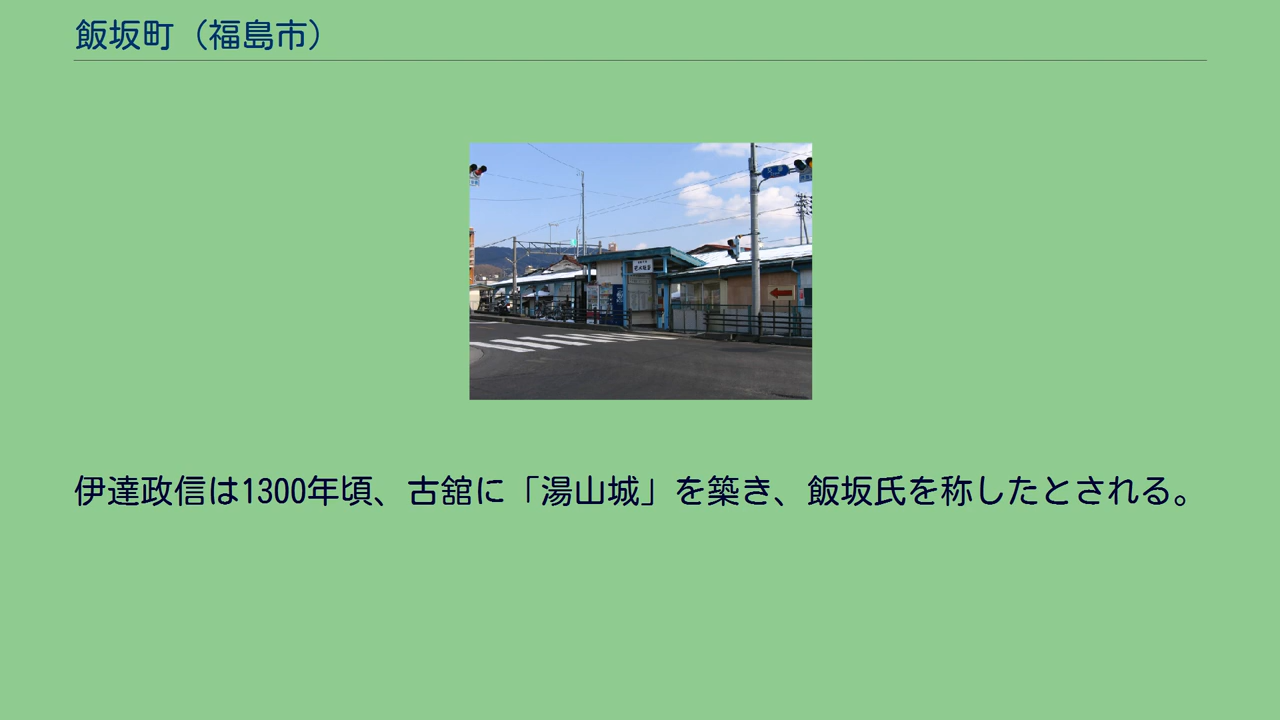 飯坂町（福島市）
伊達政信は1300年頃、古舘に「湯山城」を築き、飯坂氏を称したとされる。